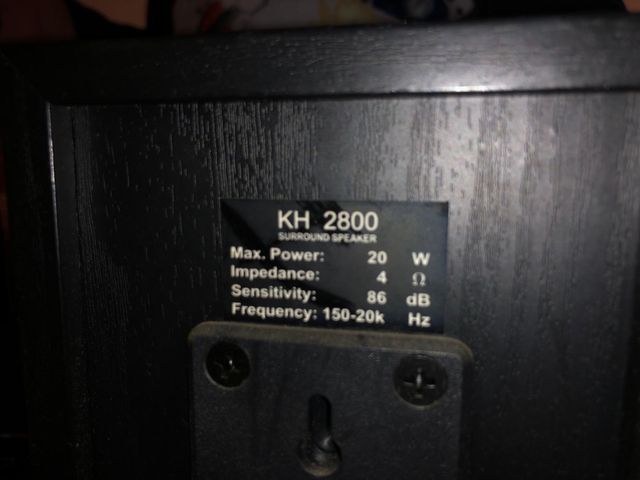 KH 2800
SURROUND SPEAKER
Max. Power: 20 W
Impedance: 4 Ω
Sensitivity: 86 dB
Frequency: 150-20k Hz